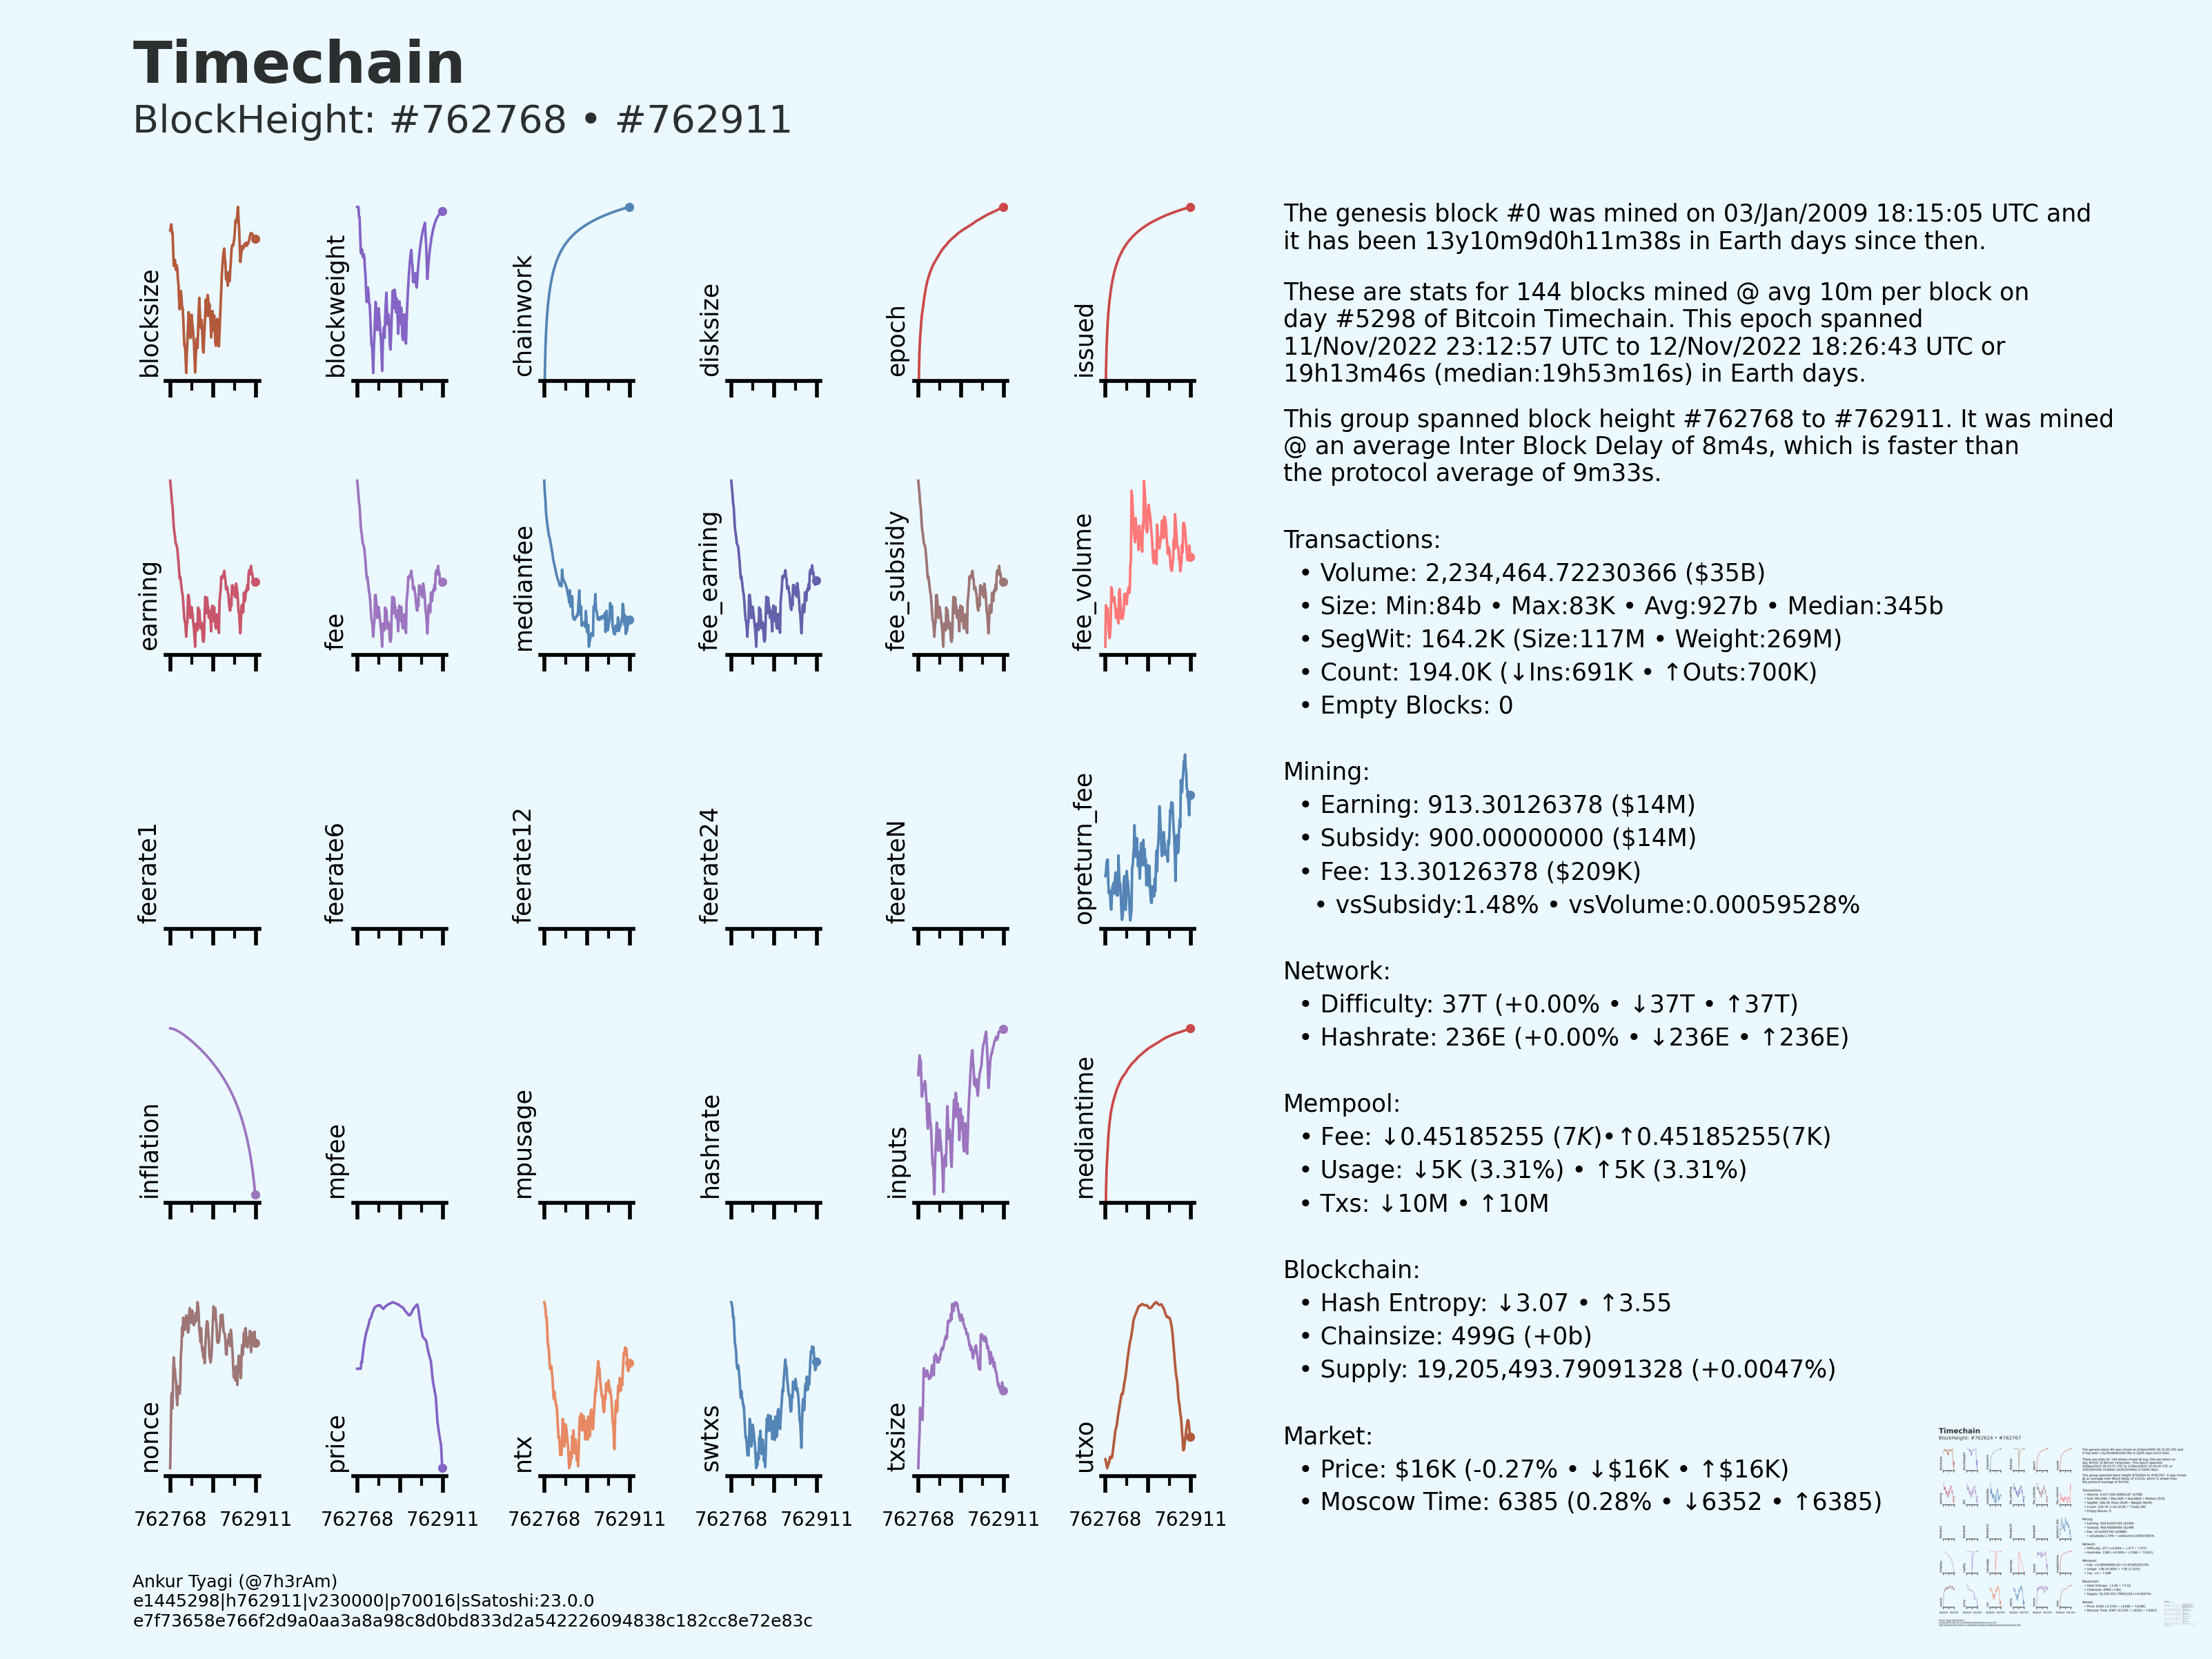 Timechain
BlockHeight: #762768 • #762911
blocksize
blockweight
chainwork
disksize
epoch
issued
earning
fee
medianfee
fee_earning
fee_subsidy
fee_volume
feerate1
feerate6
feerate12
feerate24
feerateN
opreturn_fee
inflation
mpfee
mpusage
hashrate
inputs
mediantime
nonce
price
ntx
swtxs
txsize
utxo
762768 762911 762768 762911 762768 762911 762768 762911 762768 762911 762768 762911
The genesis block #0 was mined on 03/Jan/2009 18:15:05 UTC and
it has been 13y10m9d0h11m38s in Earth days since then.
These are stats for 144 blocks mined @ avg 10m per block on
day #5298 of Bitcoin Timechain. This epoch spanned
11/Nov/2022 23:12:57 UTC to 12/Nov/2022 18:26:43 UTC or
19h13m46s (median:19h53m16s) in Earth days.
This group spanned block height #762768 to #762911. It was mined
@ an average Inter Block Delay of 8m4s, which is faster than
the protocol average of 9m33s.
Transactions:
• Volume: 2,234,464.72230366 ($35B)
• Size: Min:84b • Max:83K • Avg:927b • Median:345b
• SegWit: 164.2K (Size:117M • Weight:269M)
• Count: 194.0K (↓Ins:691K • ↑Outs:700K)
• Empty Blocks: 0
Mining:
• Earning: 913.30126378 ($14M)
• Subsidy: 900.00000000 ($14M)
• Fee: 13.30126378 ($209K)
• vsSubsidy:1.48% • vsVolume:0.00059528%
Network:
• Difficulty: 37T (+0.00% • ↓37T • ↑37T)
• Hashrate: 236E (+0.00% • ↓236E • ↑236E)
Mempool:
• Fee: ↓0.45185255 (7K)•↑0.45185255(7K)
• Usage: ↓5K (3.31%) • ↑5K (3.31%)
• Txs: ↓10M • ↑10M
Blockchain:
• Hash Entropy: ↓3.07 • ↑3.55
• Chainsize: 499G (+0b)
• Supply: 19,205,493.79091328 (+0.0047%)
Market:
• Price: $16K (-0.27% • ↓$16K • ↑$16K)
• Moscow Time: 6385 (0.28% • ↓6352 • ↑6385)
Ankur Tyagi (@7h3rAm)
e1445298|h762911|v230000|p70016|sSatoshi:23.0.0
e7f73658e766f2d9a0aa3a8a98c8d0bd833d2a542226094838c182cc8e72e83c
Timechain
BlockHeight: #762624 • #762767